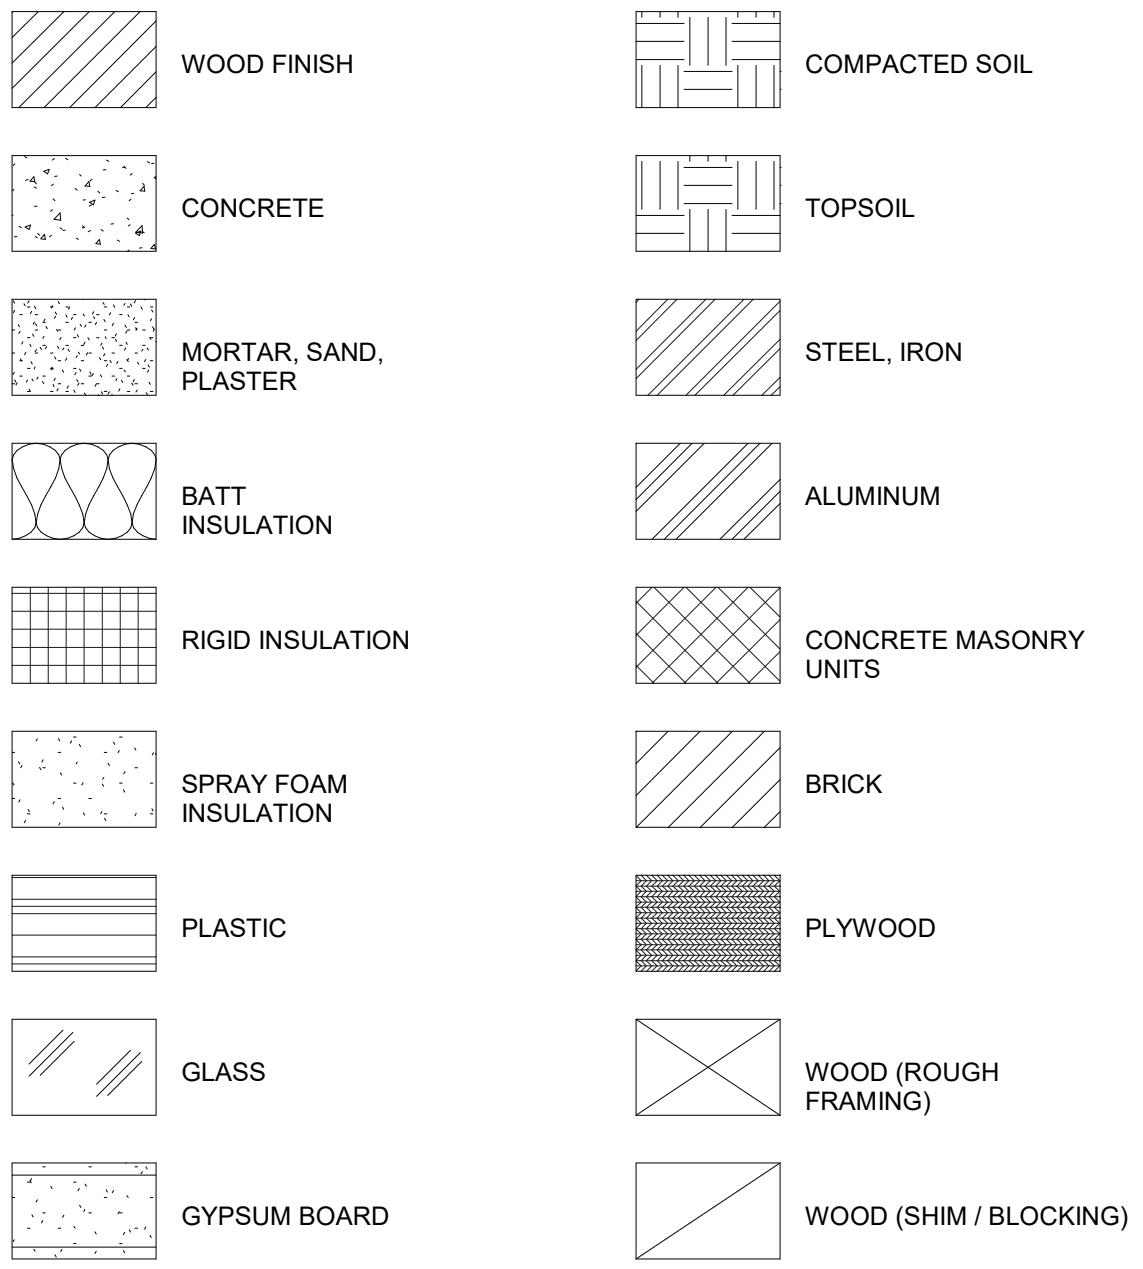 WOOD FINISH
CONCRETE
MORTAR, SAND,
PLASTER
BATT
INSULATION
RIGID INSULATION
SPRAY FOAM
INSULATION
PLASTIC
GLASS
GYPSUM BOARD
COMPACTED SOIL
TOPSOIL
STEEL, IRON
ALUMINUM
CONCRETE MASONRY
UNITS
BRICK
PLYWOOD
WOOD (ROUGH
FRAMING)
WOOD (SHIM / BLOCKING)